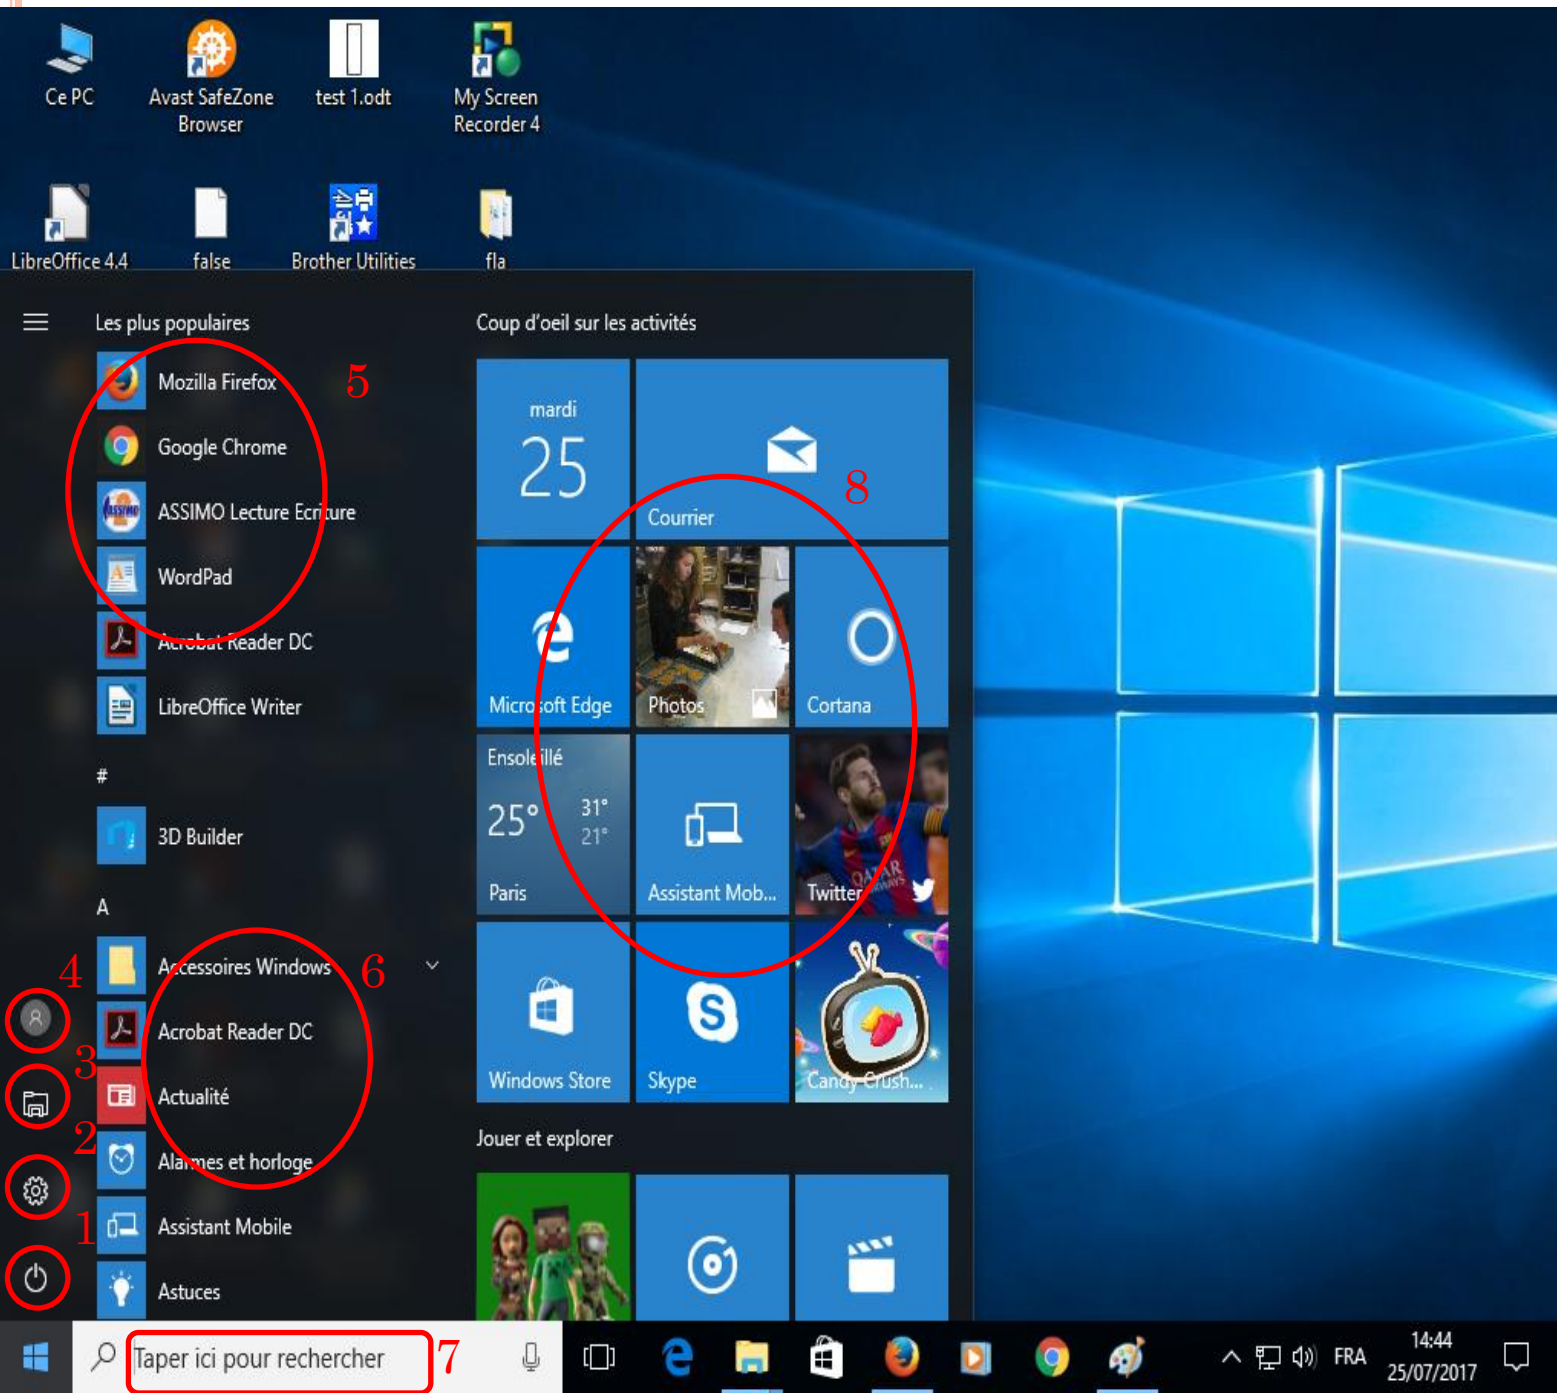 Ce PC
Avast SafeZone
Browser
test 1.odt
My Screen
Recorder 4
LibreOffice 4.4
false
Brother Utilities
fla
Les plus populaires
Mozilla Firefox
5
Google Chrome
ASSIMO Lecture Ecriture
WordPad
Acrobat Reader DC
LibreOffice Writer
#
3D Builder
A
Accessoires Windows
6
4
Acrobat Reader DC
3
Actualité
2
Alarmes et horloge
1
Assistant Mobile
Astuces
Coup d'oeil sur les activités
mardi
25
Courrier
8
Microsoft Edge
Photos
Cortana
Ensoleillé
25° 31°
21°
Paris
Assistant Mob...
QATAR
AIRWAYS
Twitter
Windows Store
Skype
Candy Crush...
Jouer et explorer
Taper ici pour rechercher
7
FRA
14:44
25/07/2017